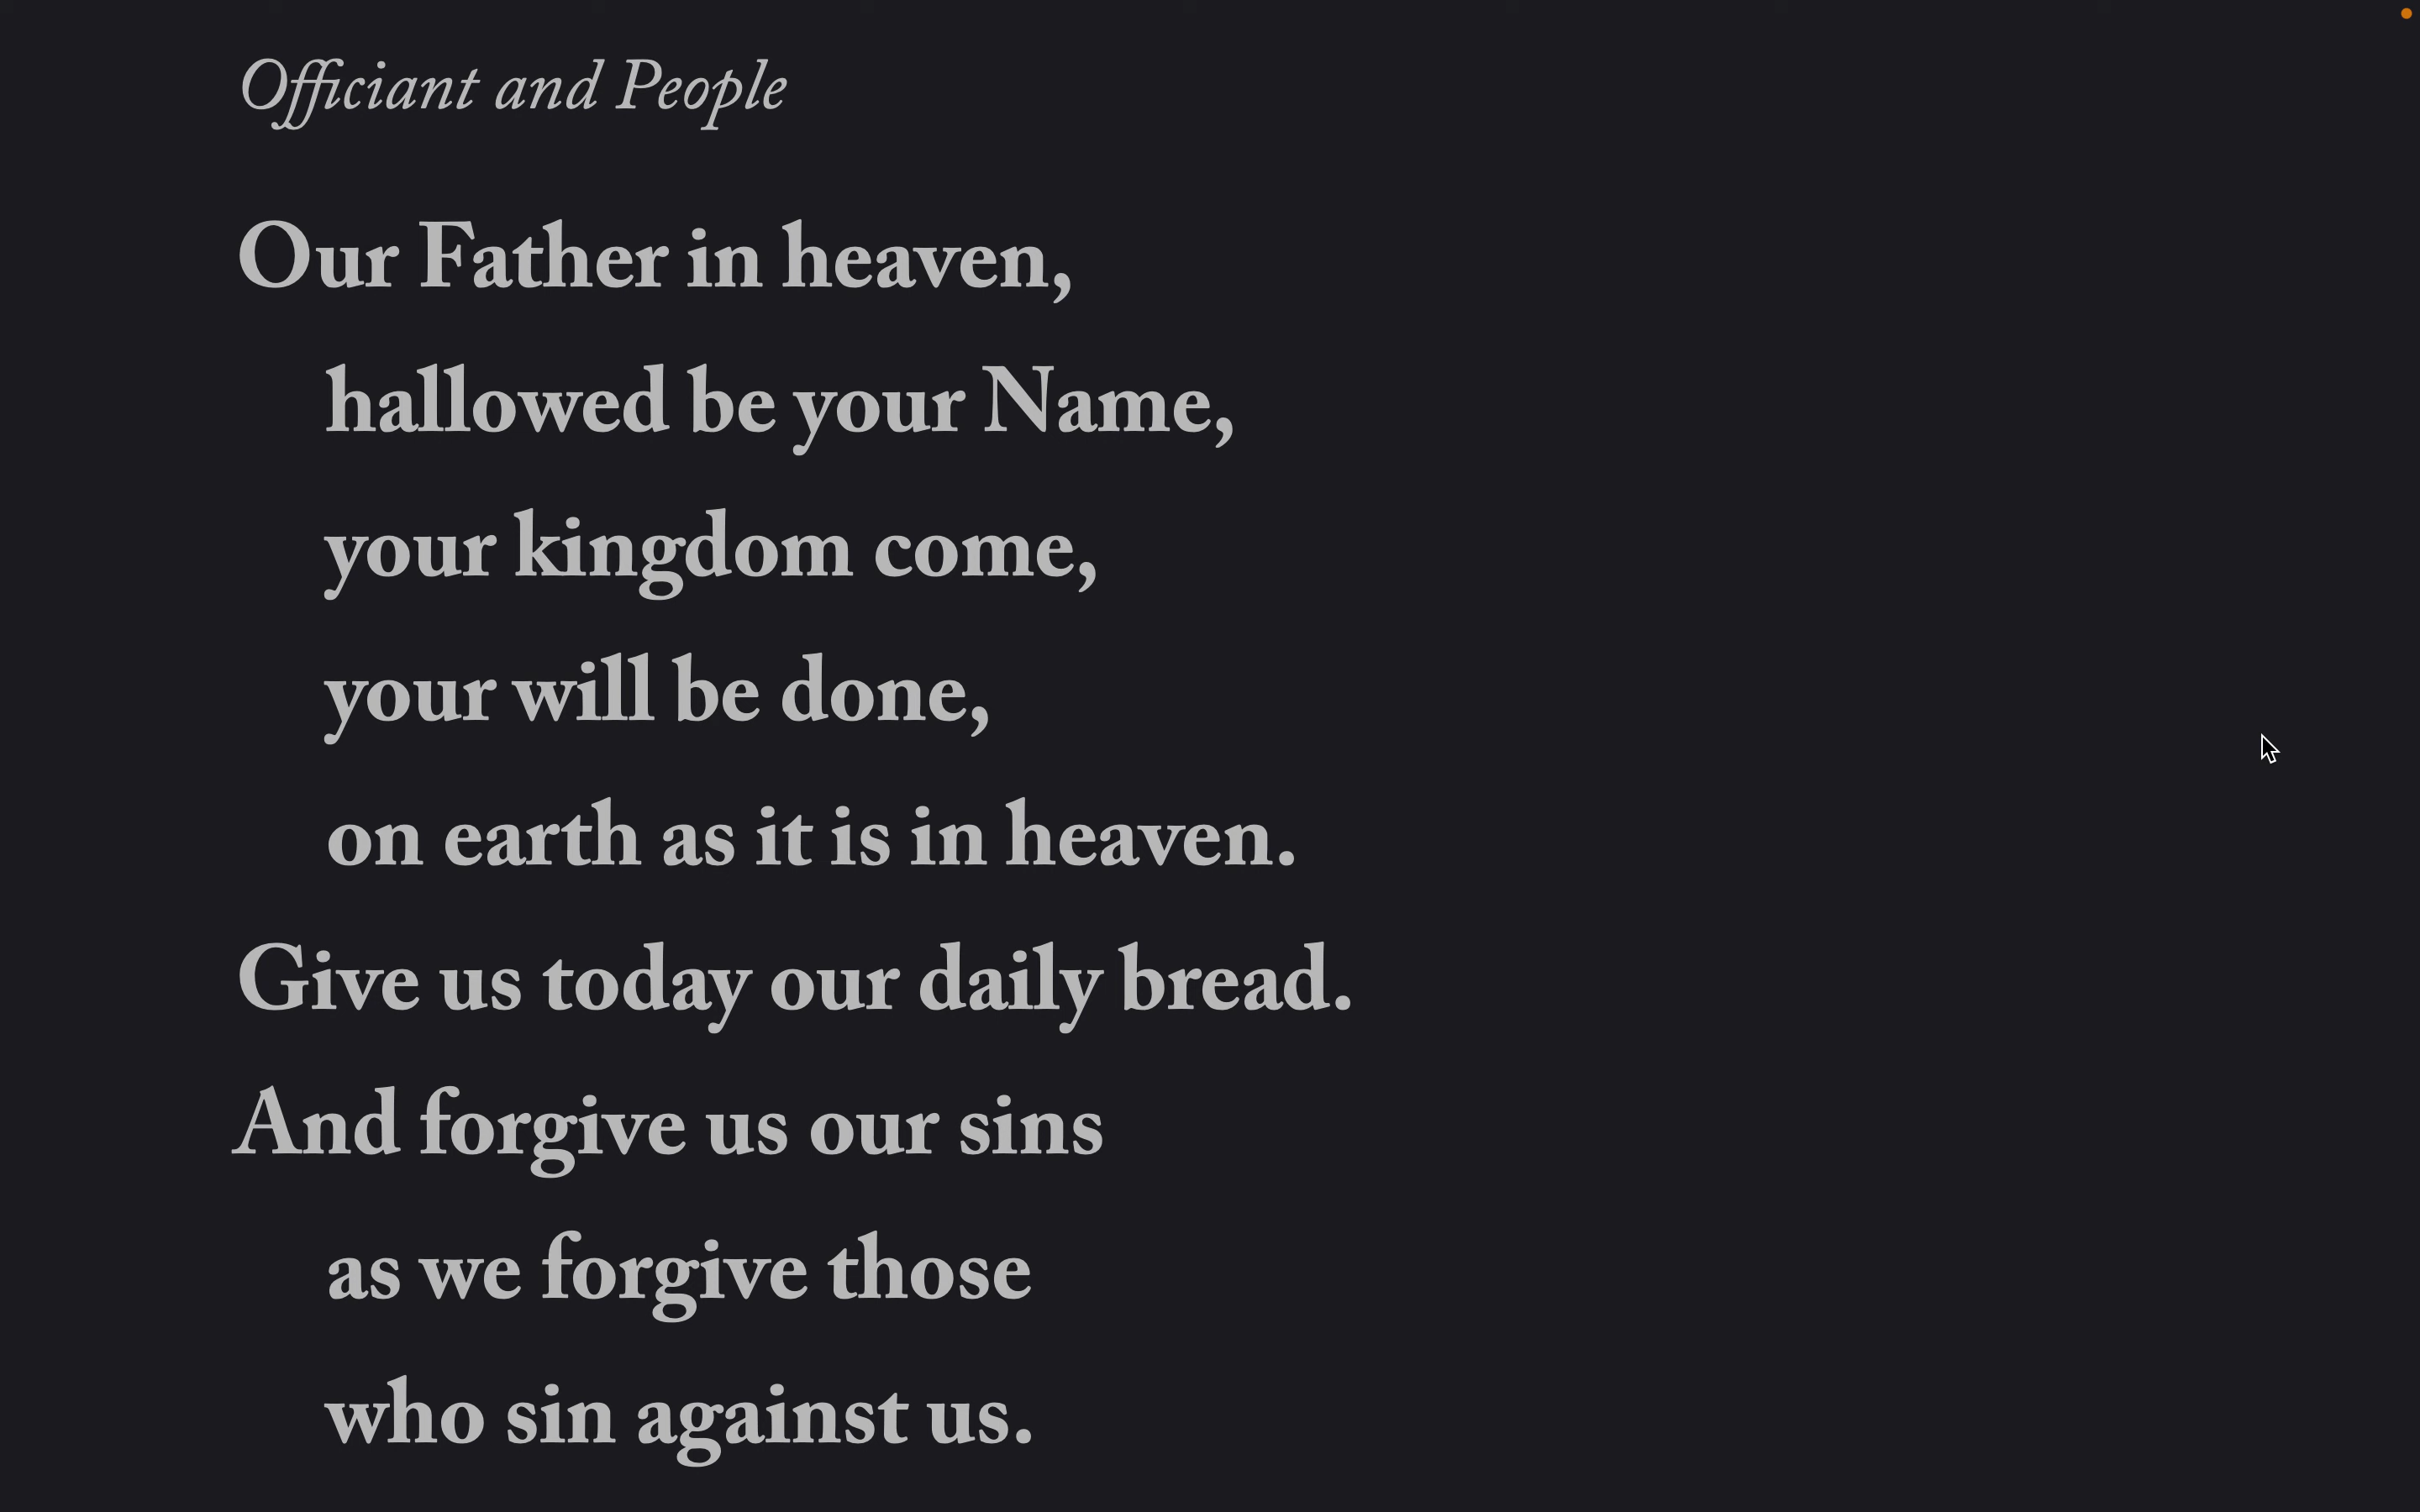 Officiant and People
Our Father in heaven,
hallowed be your Name,
your kingdom come,
your will be done,
on earth as it is in heaven.
Give us today our daily bread.
And forgive us our sins
as we forgive those
who sin against us.